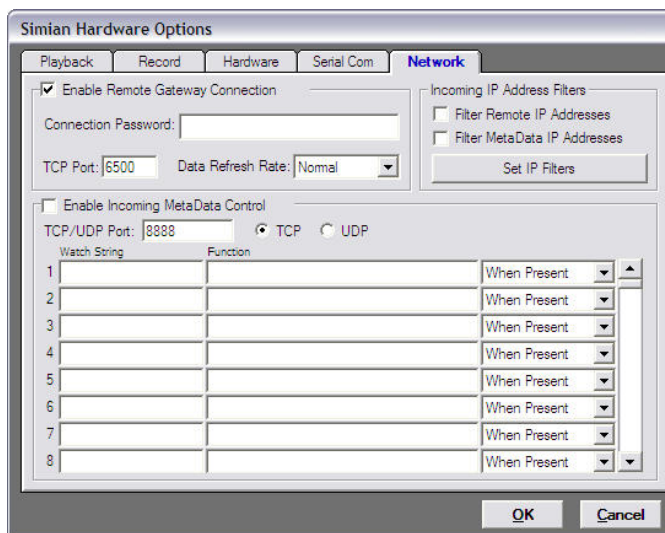 Simian Hardware Options
Playback Record Hardware Serial Com Network
Enable Remote Gateway Connection
Connection Password:
TCP Port: 6500 Data Refresh Rate: Normal
Incoming IP Address Filters
Filter Remote IP Addresses
Filter MetaData IP Addresses
Set IP Filters
Enable Incoming MetaData Control
TCP/UDP Port: 8888 TCP UDP
Watch String Function
1 When Present
2 When Present
3 When Present
4 When Present
5 When Present
6 When Present
7 When Present
8 When Present
OK Cancel